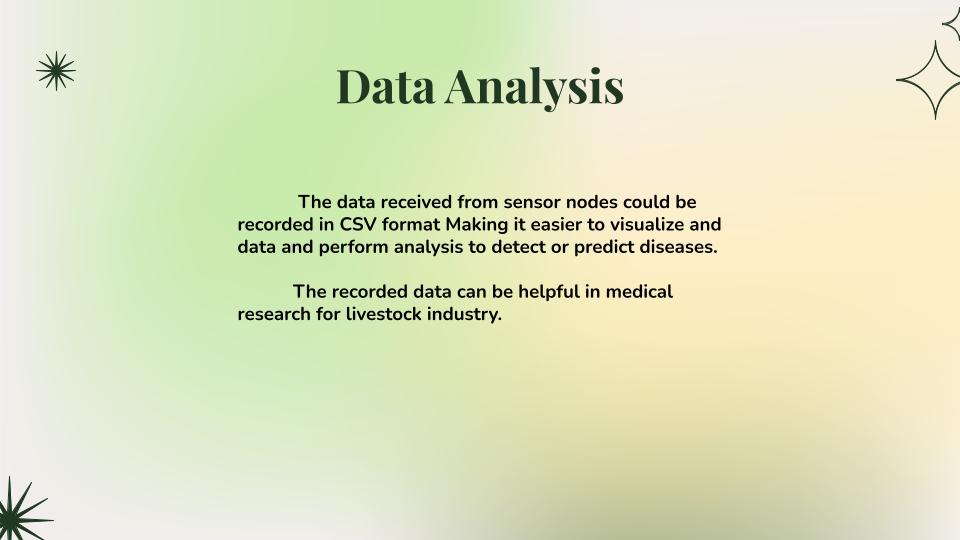 Data Analysis
The data received from sensor nodes could be
recorded in CSV format Making it easier to visualize and
data and perform analysis to detect or predict diseases.
The recorded data can be helpful in medical
research for livestock industry.